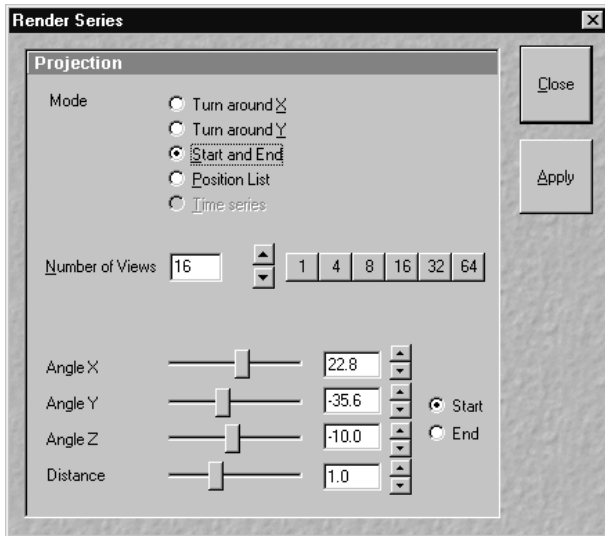 Render Series
Projection
Close
Mode
Turn around X
Turn around Y
Start and End
Position List
Time series
Apply
Number of Views 16 1 4 8 16 32 64
Angle X 22.8
Angle Y -35.6
Start
Angle Z -10.0
End
Distance 1.0